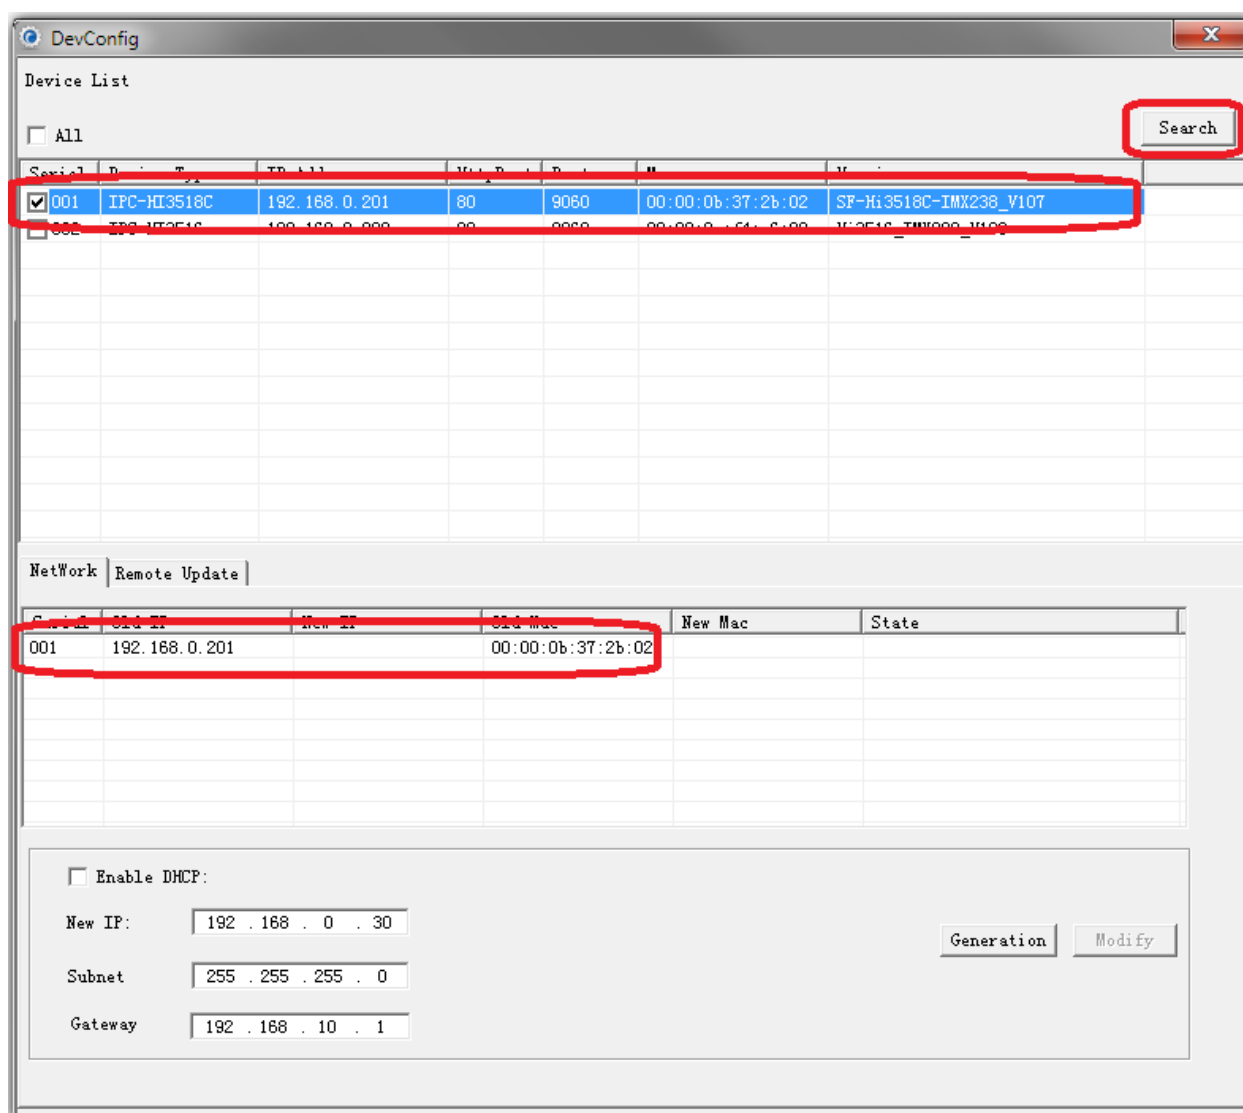 DevConfig
Device List
All
Search
001 IPC-HI3518C 192.168.0.201 80 9060 00:00:0b:37:2b:02 SF-Hi3518C-IMX238_V107
NetWork Remote Update
New Mac State
001 192.168.0.201 00:00:0b:37:2b:02
Enable DHCP:
New IP: 192 . 168 . 0 . 30
Generation Modify
Subnet 255 . 255 . 255 . 0
Gateway 192 . 168 . 10 . 1